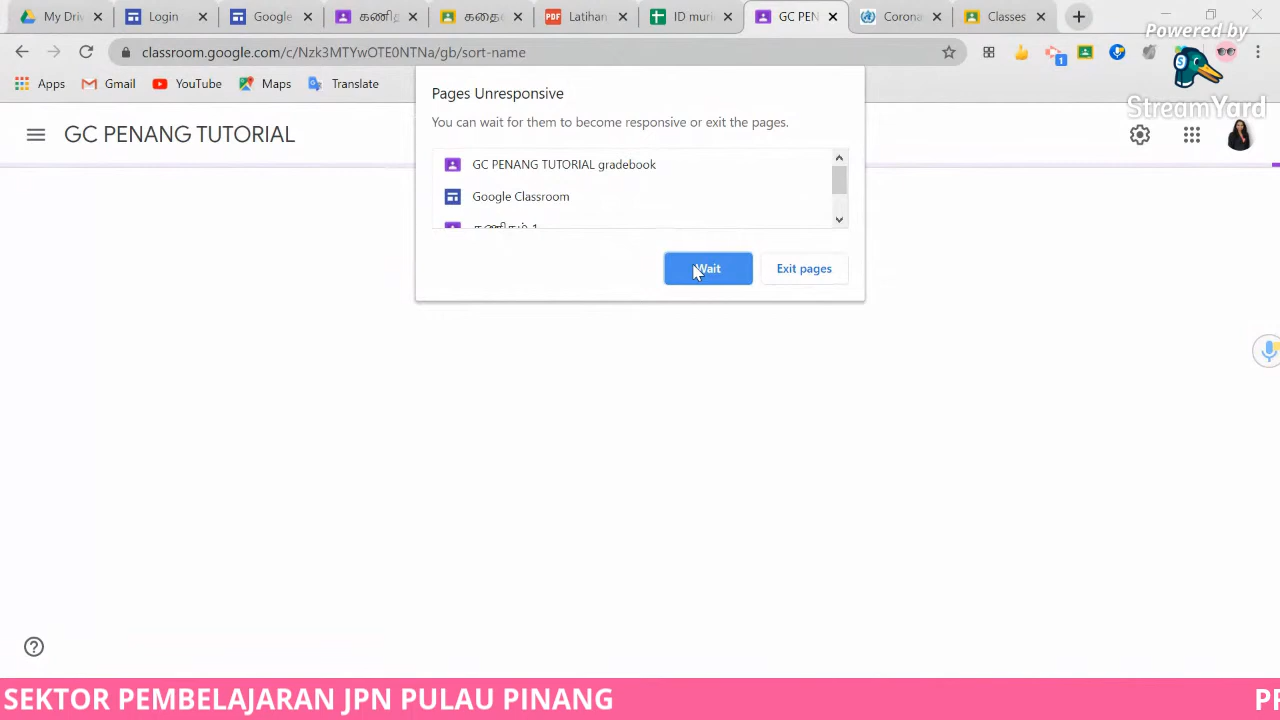 My Driv
Login
Google
கணித
கதை
Latihan
ID muri
GC PEN
Corona
Classes
Powered by
classroom.google.com/c/Nzk3MTYwOTE0NTNa/gb/sort-name
1
Apps
Gmail
YouTube
Maps
Translate
StreamYard
Pages Unresponsive
You can wait for them to become responsive or exit the pages.
GC PENANG TUTORIAL
GC PENANG TUTORIAL gradebook
Google Classroom
Wait
Exit pages
SEKTOR PEMBELAJARAN JPN PULAU PINANG